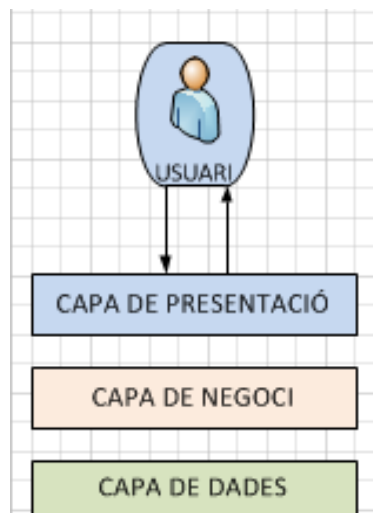 USUARI
CAPA DE PRESENTACIÓ
CAPA DE NEGOCI
CAPA DE DADES